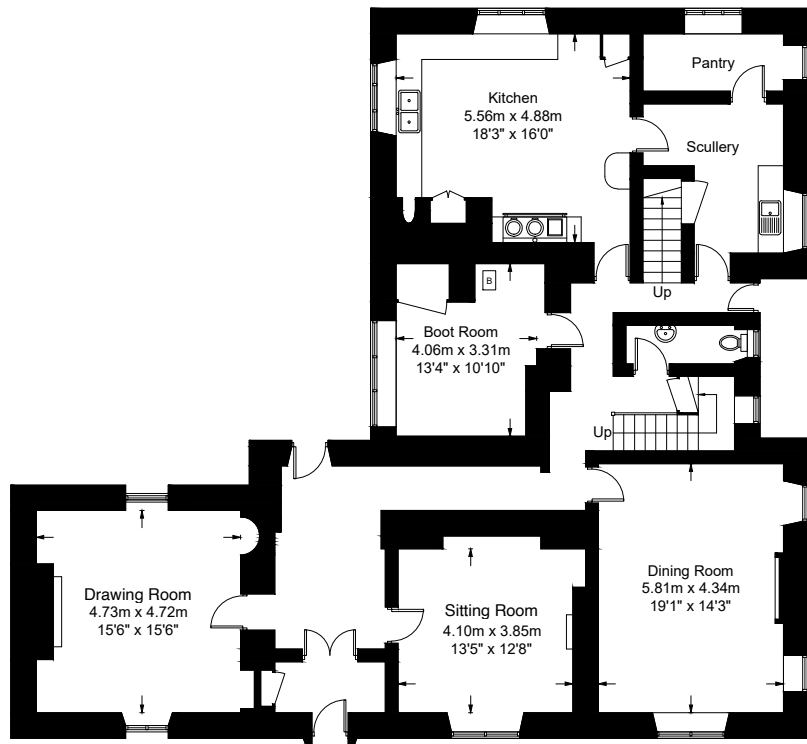 Pantry
Kitchen
5.56m x 4.88m
18'3" x 16'0"
Scullery
Up
B
Boot Room
4.06m x 3.31m
13'4" x 10'10"
Up
Drawing Room
4.73m x 4.72m
15'6" x 15'6"
Sitting Room
4.10m x 3.85m
13'5" x 12'8"
Dining Room
5.81m x 4.34m
19'1" x 14'3"